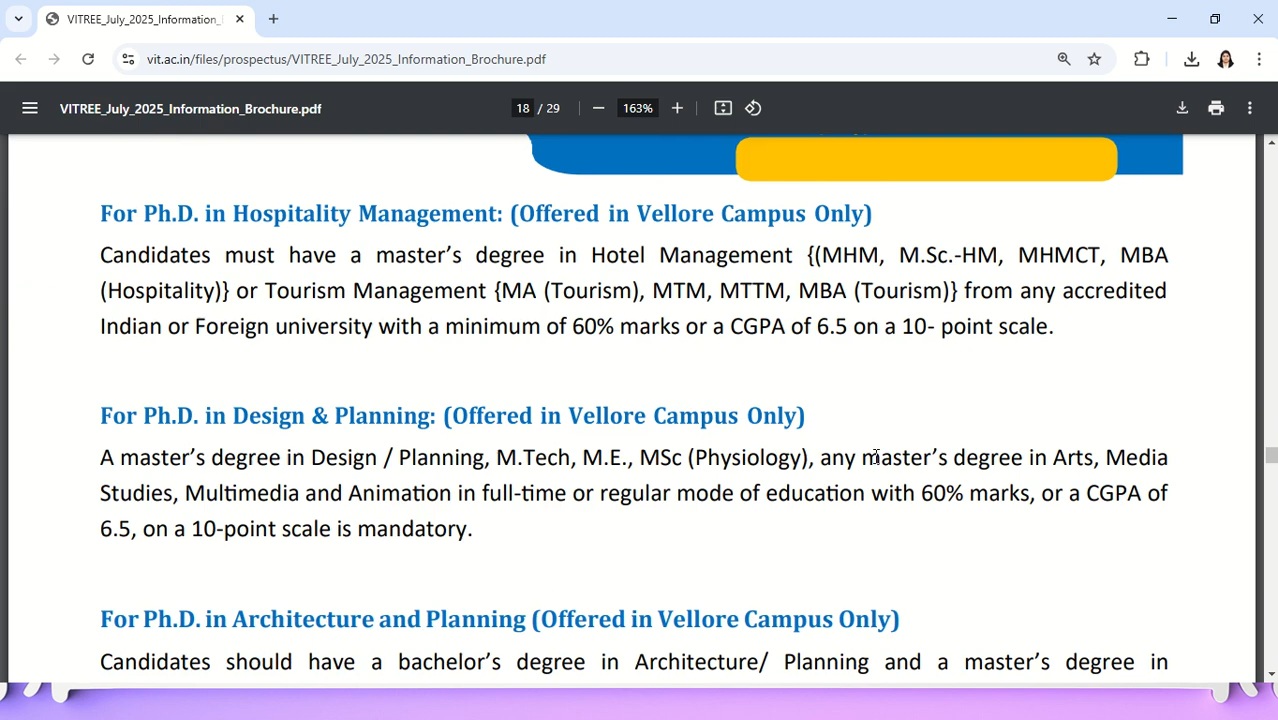 VITREE_July_2025_Information_
vit.ac.in/files/prospectus/VITREE_July_2025_Information_Brochure.pdf
VITREE_July_2025_Information_Brochure.pdf
18 / 29
163%
For Ph.D. in Hospitality Management: (Offered in Vellore Campus Only)
Candidates must have a master’s degree in Hotel Management {(MHM, M.Sc.-HM, MHMCT, MBA
(Hospitality)} or Tourism Management {MA (Tourism), MTM, MTTM, MBA (Tourism)} from any accredited
Indian or Foreign university with a minimum of 60% marks or a CGPA of 6.5 on a 10- point scale.
For Ph.D. in Design & Planning: (Offered in Vellore Campus Only)
A master’s degree in Design / Planning, M.Tech, M.E., MSc (Physiology), any master’s degree in Arts, Media
Studies, Multimedia and Animation in full-time or regular mode of education with 60% marks, or a CGPA of
6.5, on a 10-point scale is mandatory.
For Ph.D. in Architecture and Planning (Offered in Vellore Campus Only)
Candidates should have a bachelor’s degree in Architecture/ Planning and a master’s degree in